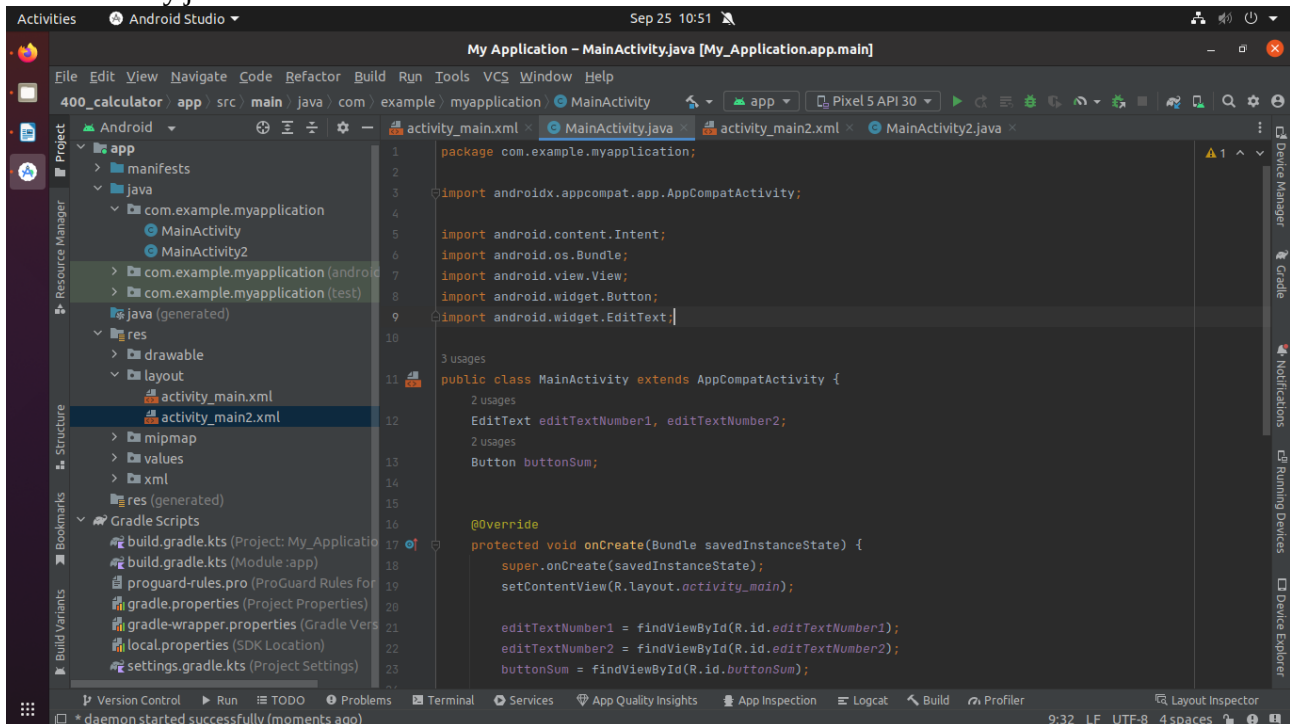 Activities Android Studio Sep 25 10:51
My Application – MainActivity.java [My_Application.app.main]
File Edit View Navigate Code Refactor Build Run Tools VCS Window Help
400_calculator app src main java com example myapplication MainActivity app Pixel 5 API 30
Android activity_main.xml MainActivity.java activity_main2.xml MainActivity2.java
Project
Resource Manager
Structure
Bookmarks
Build Variants
app
manifests
java
com.example.myapplication
MainActivity
MainActivity2
com.example.myapplication (android
com.example.myapplication (test)
java (generated)
res
drawable
layout
activity_main.xml
activity_main2.xml
mipmap
values
xml
res (generated)
Gradle Scripts
build.gradle.kts (Project: My_Applicatio
build.gradle.kts (Module :app)
proguard-rules.pro (ProGuard Rules for
gradle.properties (Project Properties)
gradle-wrapper.properties (Gradle Vers
local.properties (SDK Location)
settings.gradle.kts (Project Settings)
1 package com.example.myapplication;
2
3 import androidx.appcompat.app.AppCompatActivity;
4
5 import android.content.Intent;
6 import android.os.Bundle;
7 import android.view.View;
8 import android.widget.Button;
9 import android.widget.EditText;
10
3 usages
11 public class MainActivity extends AppCompatActivity {
2 usages
12 EditText editTextNumber1, editTextNumber2;
2 usages
13 Button buttonSum;
14
15
16 @Override
17 protected void onCreate(Bundle savedInstanceState) {
18 super.onCreate(savedInstanceState);
19 setContentView(R.layout.activity_main);
20
21 editTextNumber1 = findViewById(R.id.editTextNumber1);
22 editTextNumber2 = findViewById(R.id.editTextNumber2);
23 buttonSum = findViewById(R.id.buttonSum);
1
Device Manager
Gradle
Notifications
Running Devices
Device Explorer
Version Control Run TODO Problems Terminal Services App Quality Insights App Inspection Logcat Build Profiler Layout Inspector
* daemon started successfully (moments ago) 9:32 LF UTF-8 4 spaces